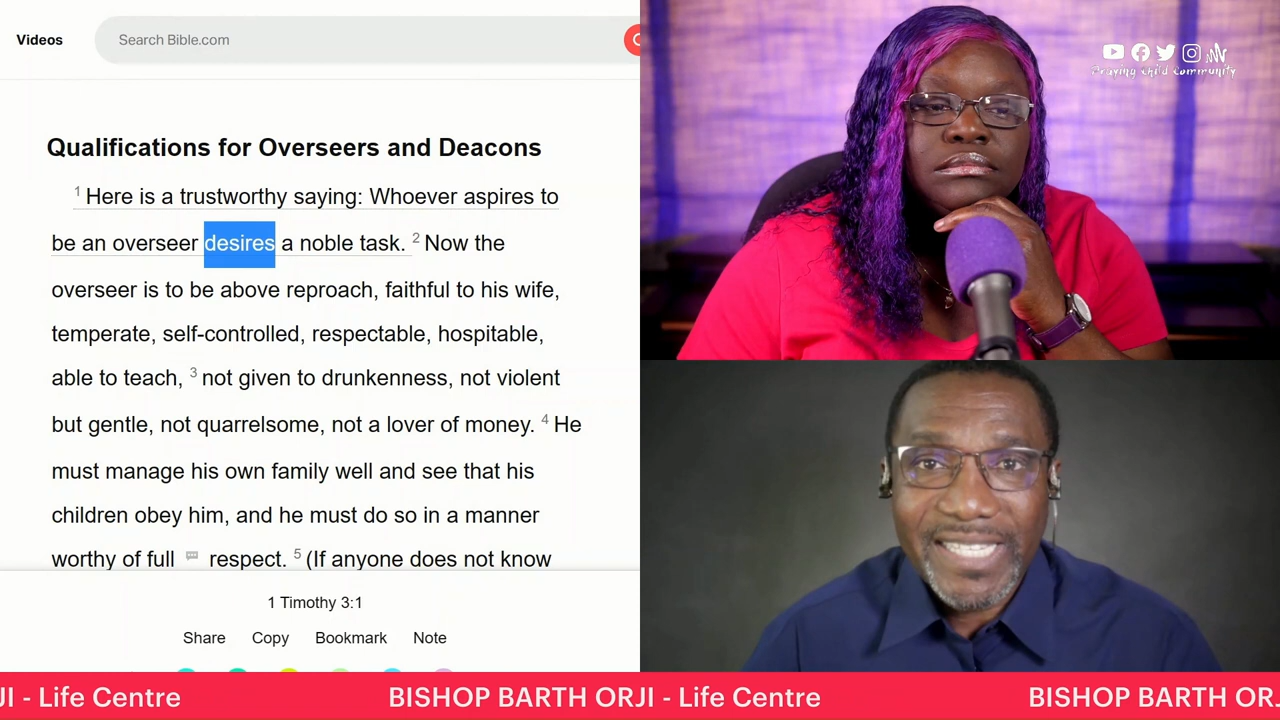 Videos
Search Bible.com
Qualifications for Overseers and Deacons
1 Here is a trustworthy saying: Whoever aspires to
be an overseer desires a noble task. 2 Now the
overseer is to be above reproach, faithful to his wife,
temperate, self-controlled, respectable, hospitable,
able to teach, 3 not given to drunkenness, not violent
but gentle, not quarrelsome, not a lover of money. 4 He
must manage his own family well and see that his
children obey him, and he must do so in a manner
worthy of full respect. 5 (If anyone does not know
1 Timothy 3:1
Share Copy Bookmark Note
Praying Child Community
JI - Life Centre BISHOP BARTH ORJI - Life Centre BISHOP BARTH OR